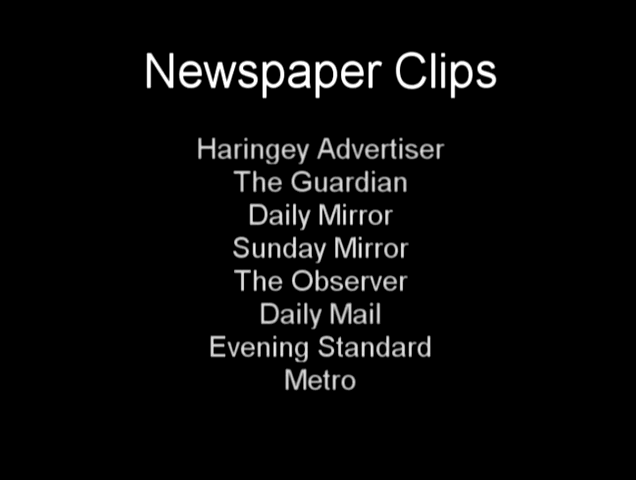 Newspaper Clips
Haringey Advertiser
The Guardian
Daily Mirror
Sunday Mirror
The Observer
Daily Mail
Evening Standard
Metro